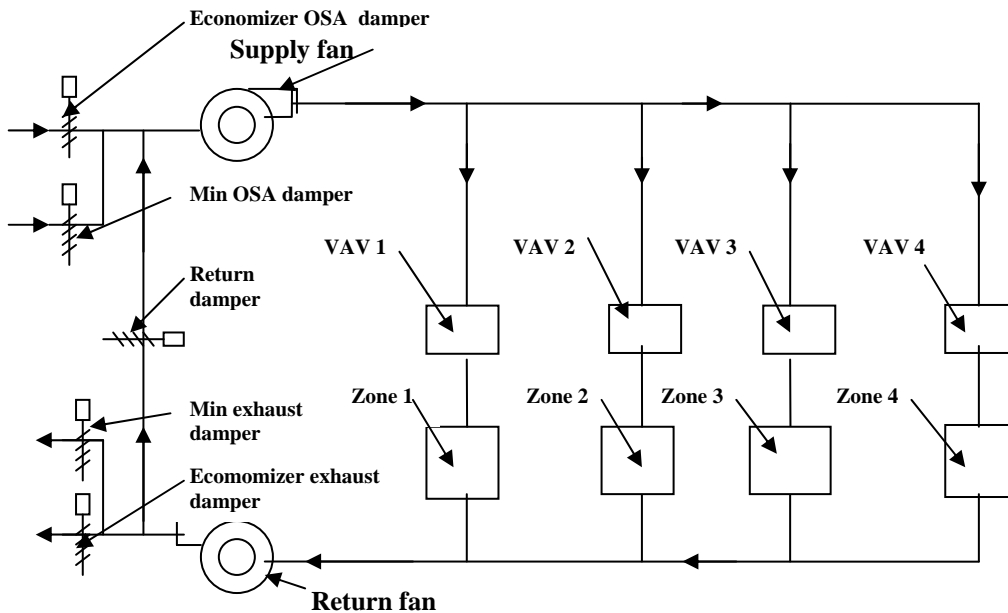 Economizer OSA damper
Supply fan
Min OSA damper
VAV 1
VAV 2
VAV 3
VAV 4
Return
damper
Zone 1
Zone 2
Zone 3
Zone 4
Min exhaust
damper
Ecomomizer exhaust
damper
Return fan